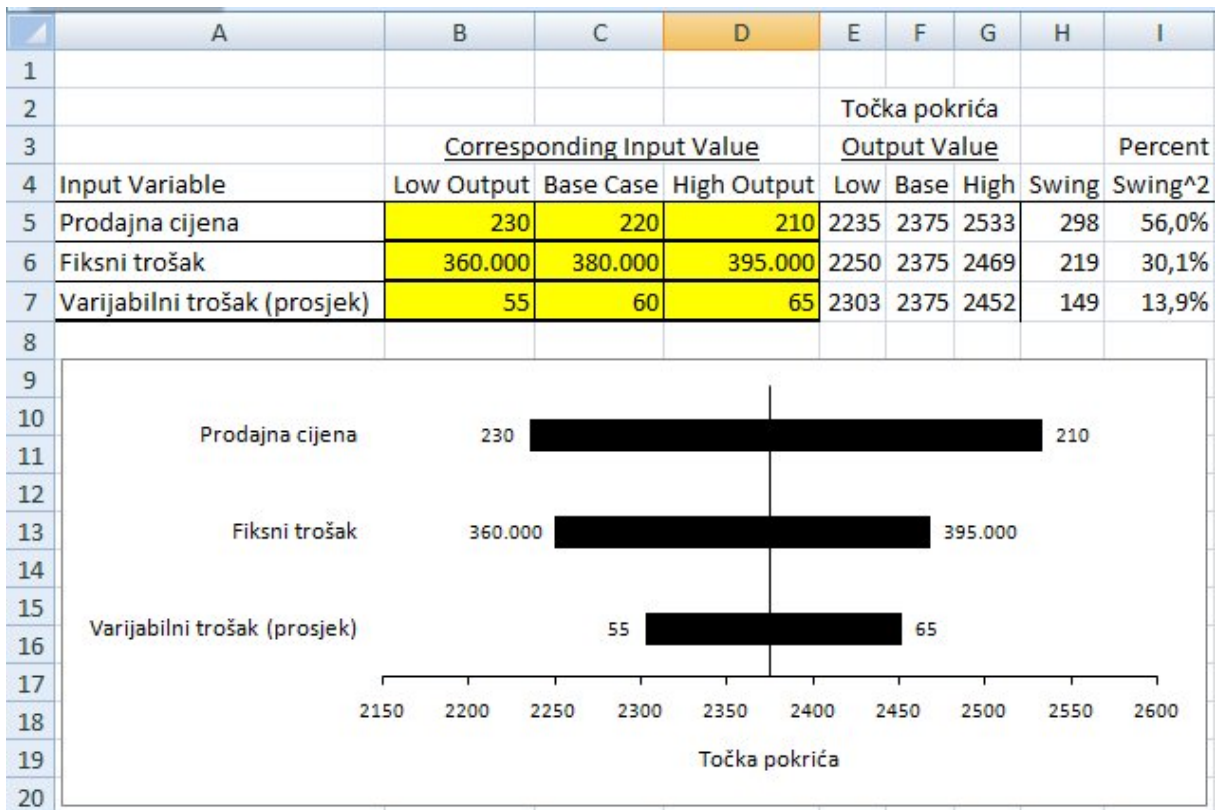 A B C D E F G H I
1
2 Točka pokrića
3 Corresponding Input Value Output Value Percent
4 Input Variable Low Output Base Case High Output Low Base High Swing Swing^2
5 Prodajna cijena 230 220 210 2235 2375 2533 298 56,0%
6 Fiksni trošak 360.000 380.000 395.000 2250 2375 2469 219 30,1%
7 Varijabilni trošak (prosjek) 55 60 65 2303 2375 2452 149 13,9%
8
9
10
Prodajna cijena 230 210
11
12
13 Fiksni trošak 360.000 395.000
14
15
Varijabilni trošak (prosjek) 55 65
16
17
18 2150 2200 2250 2300 2350 2400 2450 2500 2550 2600
19 Točka pokrića
20